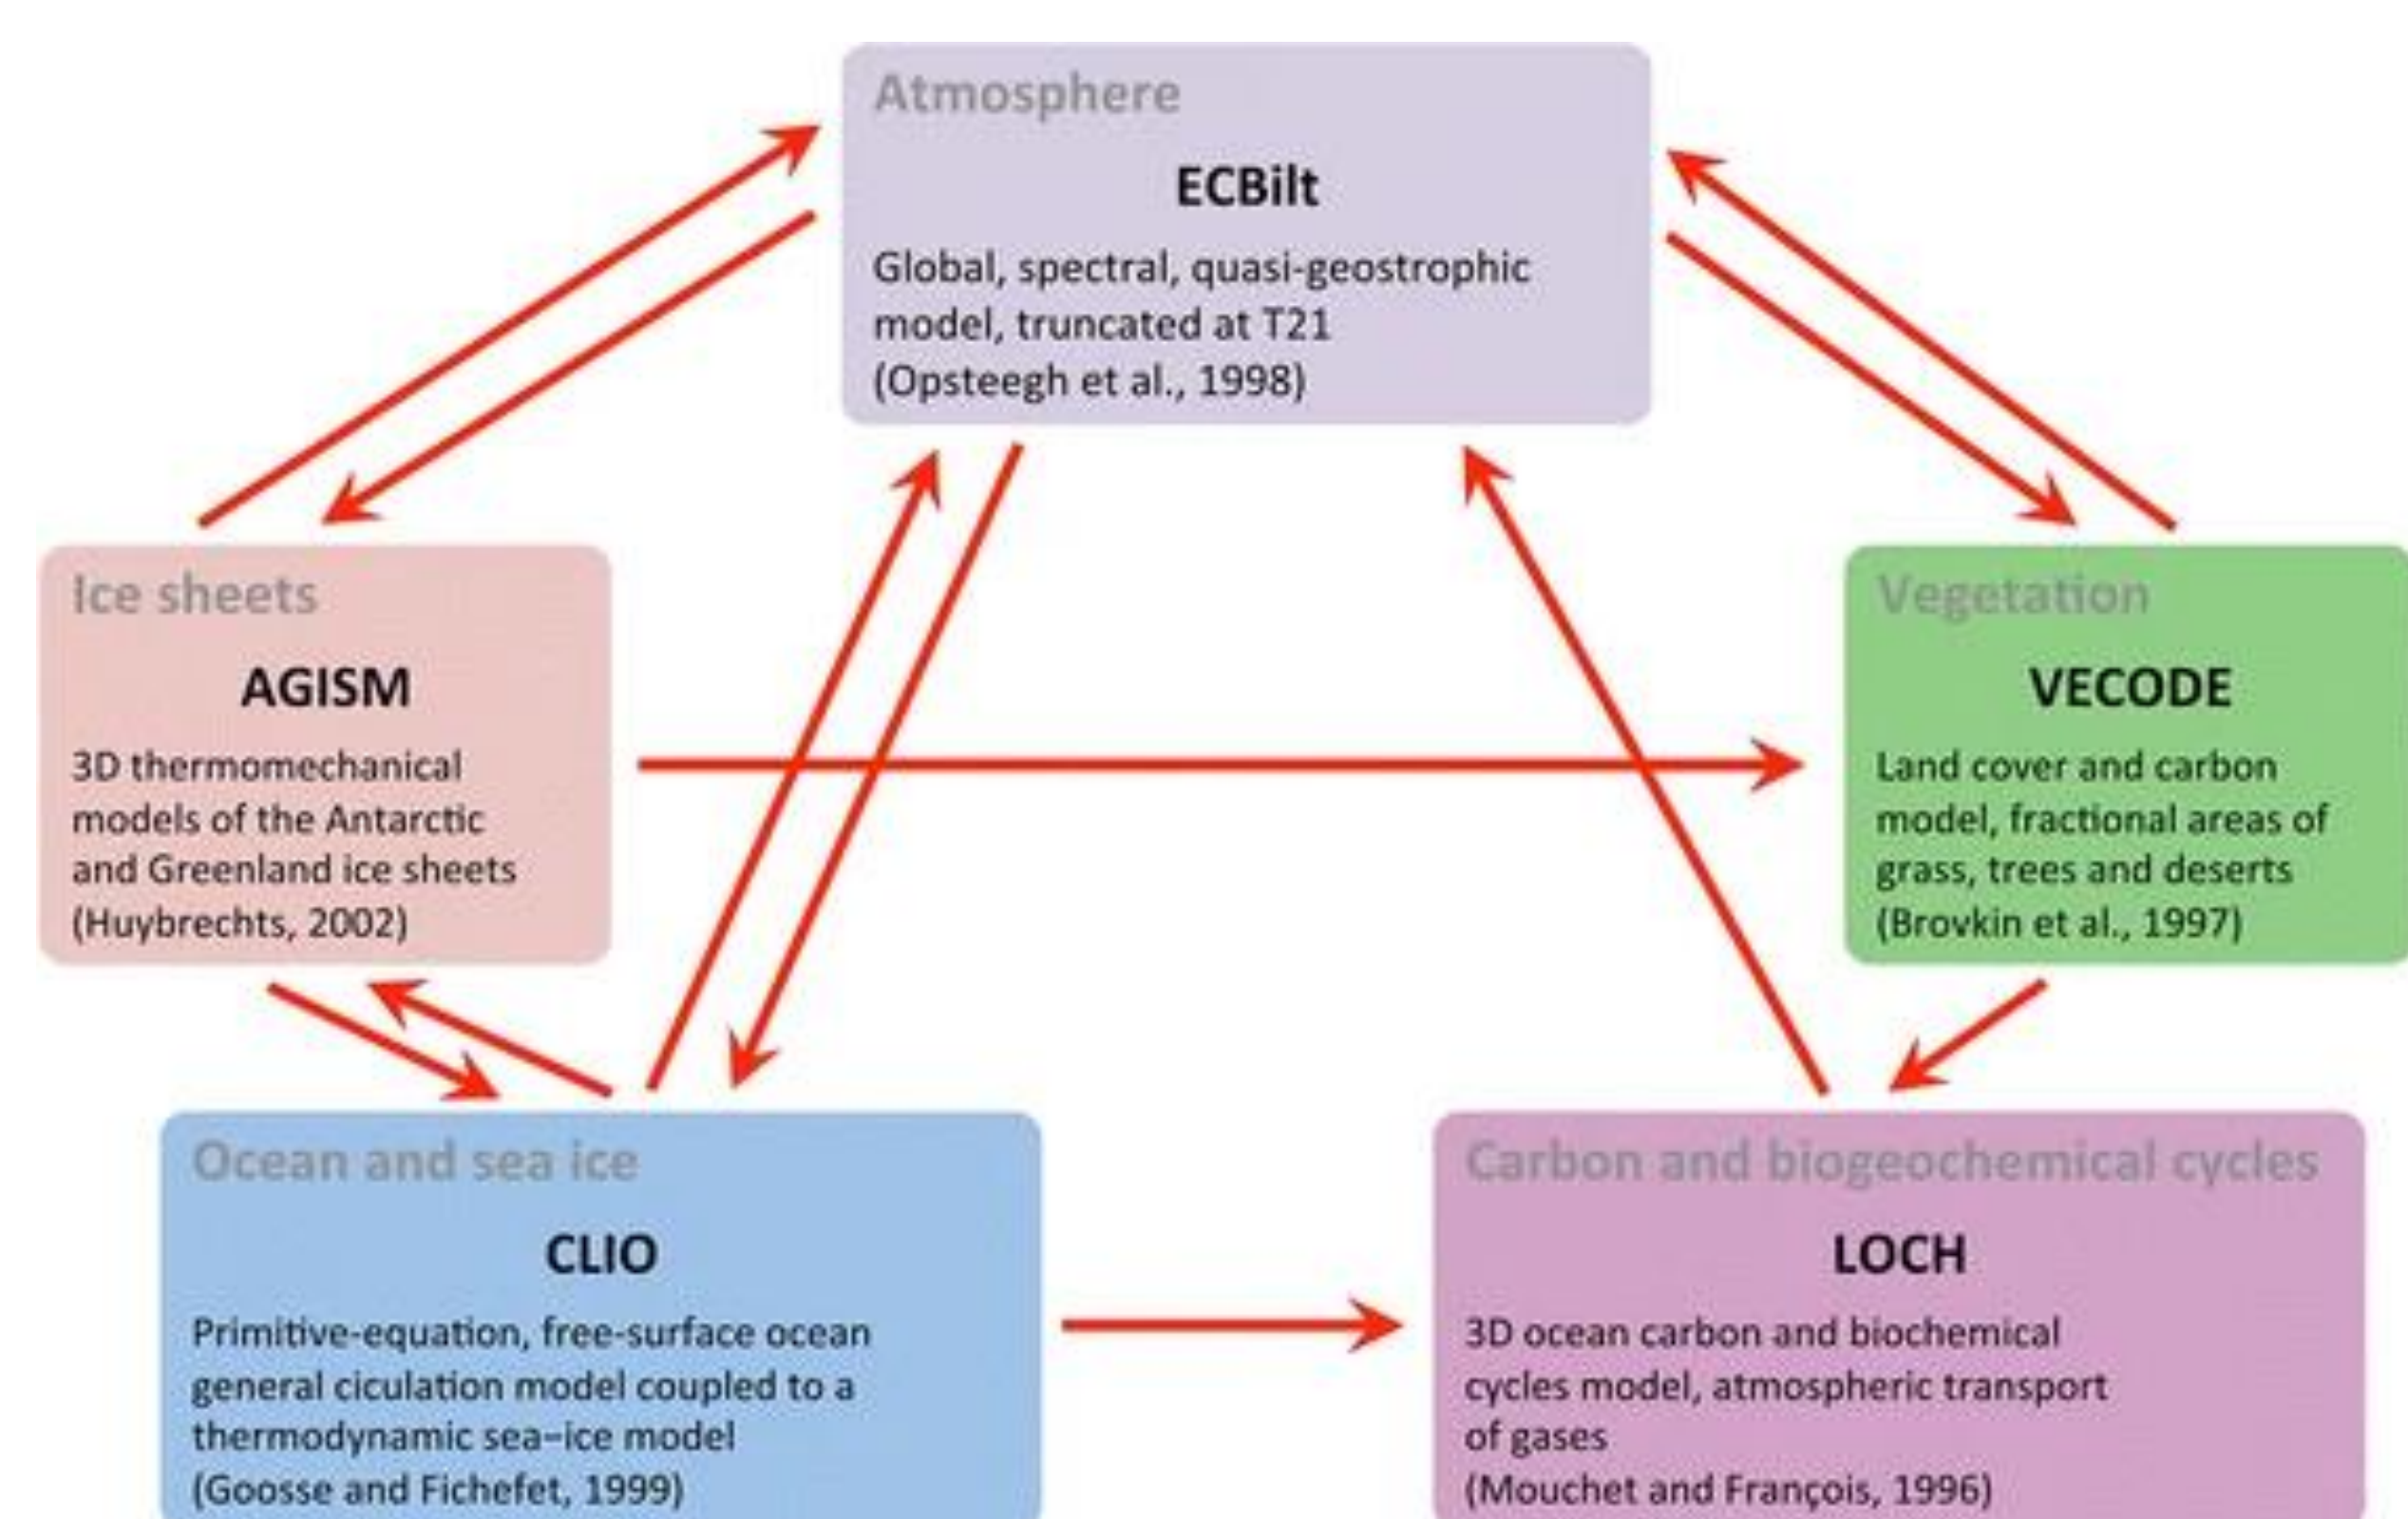 Atmosphere
ECBilt
Global, spectral, quasi-geostrophic
model, truncated at T21
(Opsteegh et al., 1998)
Ice sheets
AGISM
3D thermomechanical
models of the Antarctic
and Greenland ice sheets
(Huybrechts, 2002)
Vegetation
VECODE
Land cover and carbon
model, fractional areas of
grass, trees and deserts
(Brovkin et al., 1997)
Ocean and sea ice
CLIO
Primitive-equation, free-surface ocean
general ciculation model coupled to a
thermodynamic sea–ice model
(Goosse and Fichefet, 1999)
Carbon and biogeochemical cycles
LOCH
3D ocean carbon and biochemical
cycles model, atmospheric transport
of gases
(Mouchet and François, 1996)